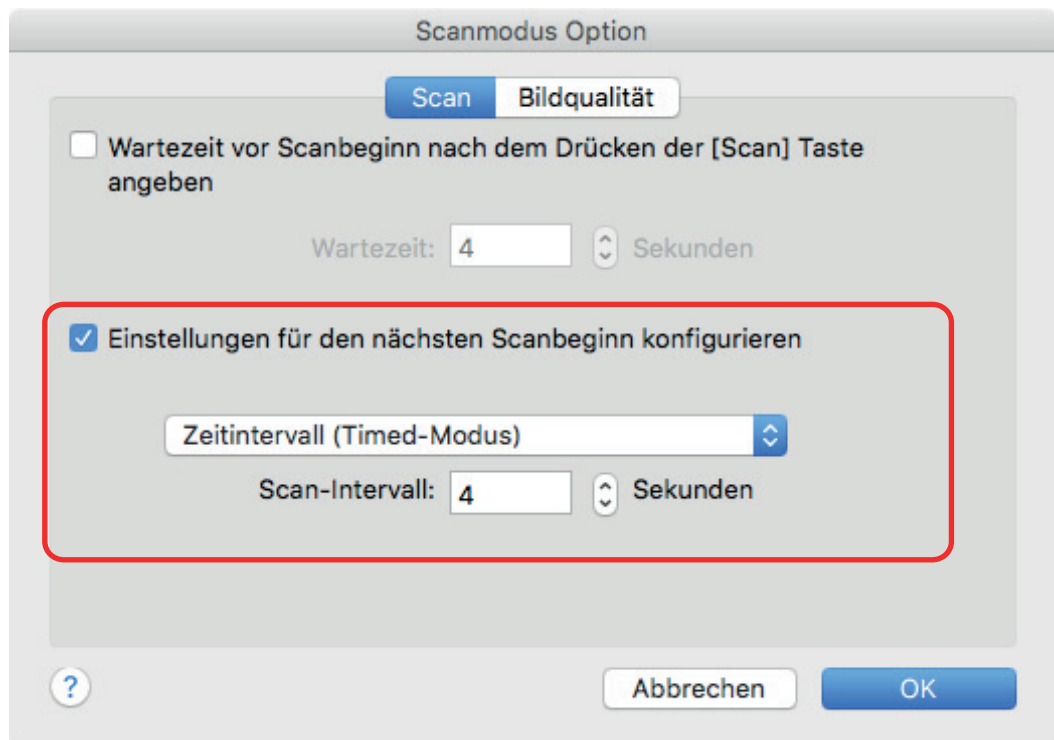 Scanmodus Option
Scan Bildqualität
Wartezeit vor Scanbeginn nach dem Drücken der [Scan] Taste
angeben
Wartezeit: 4 Sekunden
Einstellungen für den nächsten Scanbeginn konfigurieren
Zeitintervall (Timed-Modus)
Scan-Intervall: 4 Sekunden
? Abbrechen OK